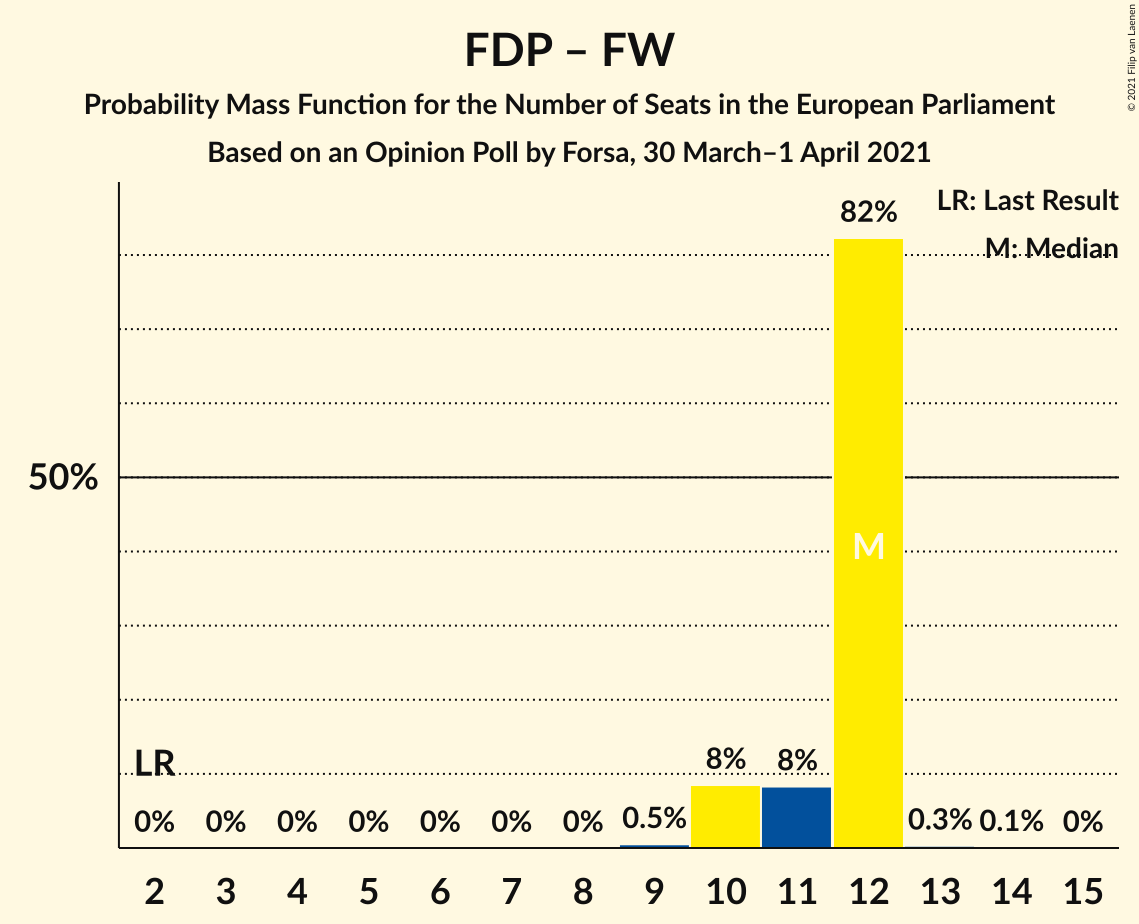 FDP – FW
Probability Mass Function for the Number of Seats in the European Parliament
Based on an Opinion Poll by Forsa, 30 March–1 April 2021
© 2021 Filip van Laenen
LR: Last Result
M: Median
82%
50%
M
LR
0% 0% 0% 0% 0% 0% 0% 0.5% 8% 8% 0.3% 0.1% 0%
2 3 4 5 6 7 8 9 10 11 12 13 14 15